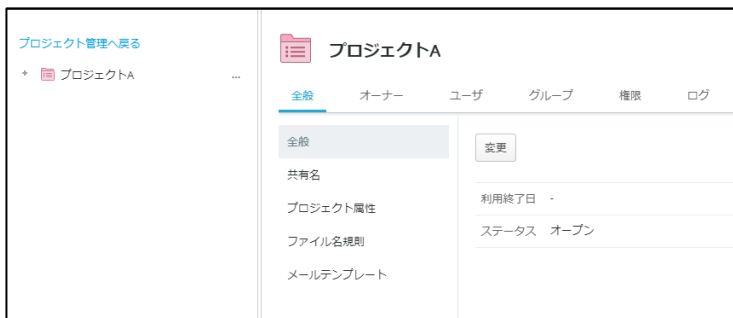 プロジェクト管理へ戻る
プロジェクトA ...
プロジェクトA
全般 オーナー ユーザ グループ 権限 ログ
全般
共有名
プロジェクト属性
ファイル名規則
メールテンプレート
変更
利用終了日 -
ステータス オープン